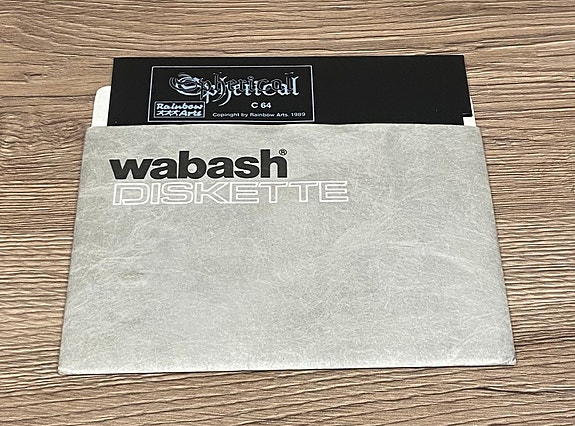 Spherical
C 64
Rainbow
Arts
Copyright by Rainbow Arts. 1989
wabash®
DISKETTE